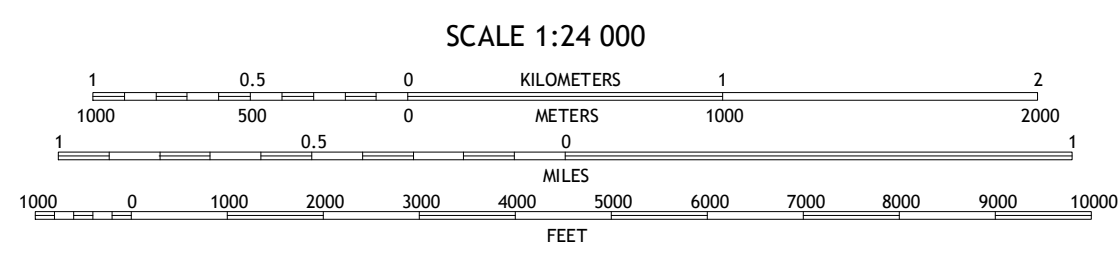 SCALE 1:24 000
1 0.5 0 KILOMETERS 1 2
1000 500 0 METERS 1000 2000
1 0.5 0 1
MILES
1000 0 1000 2000 3000 4000 5000 6000 7000 8000 9000 10000
FEET